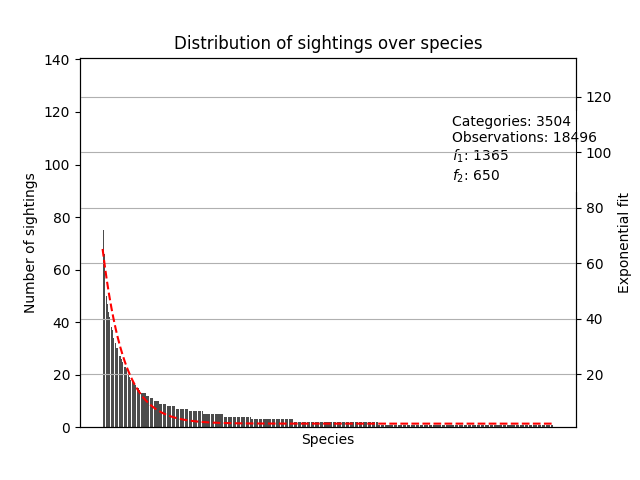 Distribution of sightings over species
140
120
100
80
60
40
20
0
Number of sightings
Categories: 3504
Observations: 18496
f₁: 1365
f₂: 650
120
100
80
60
40
20
Exponential fit
Species